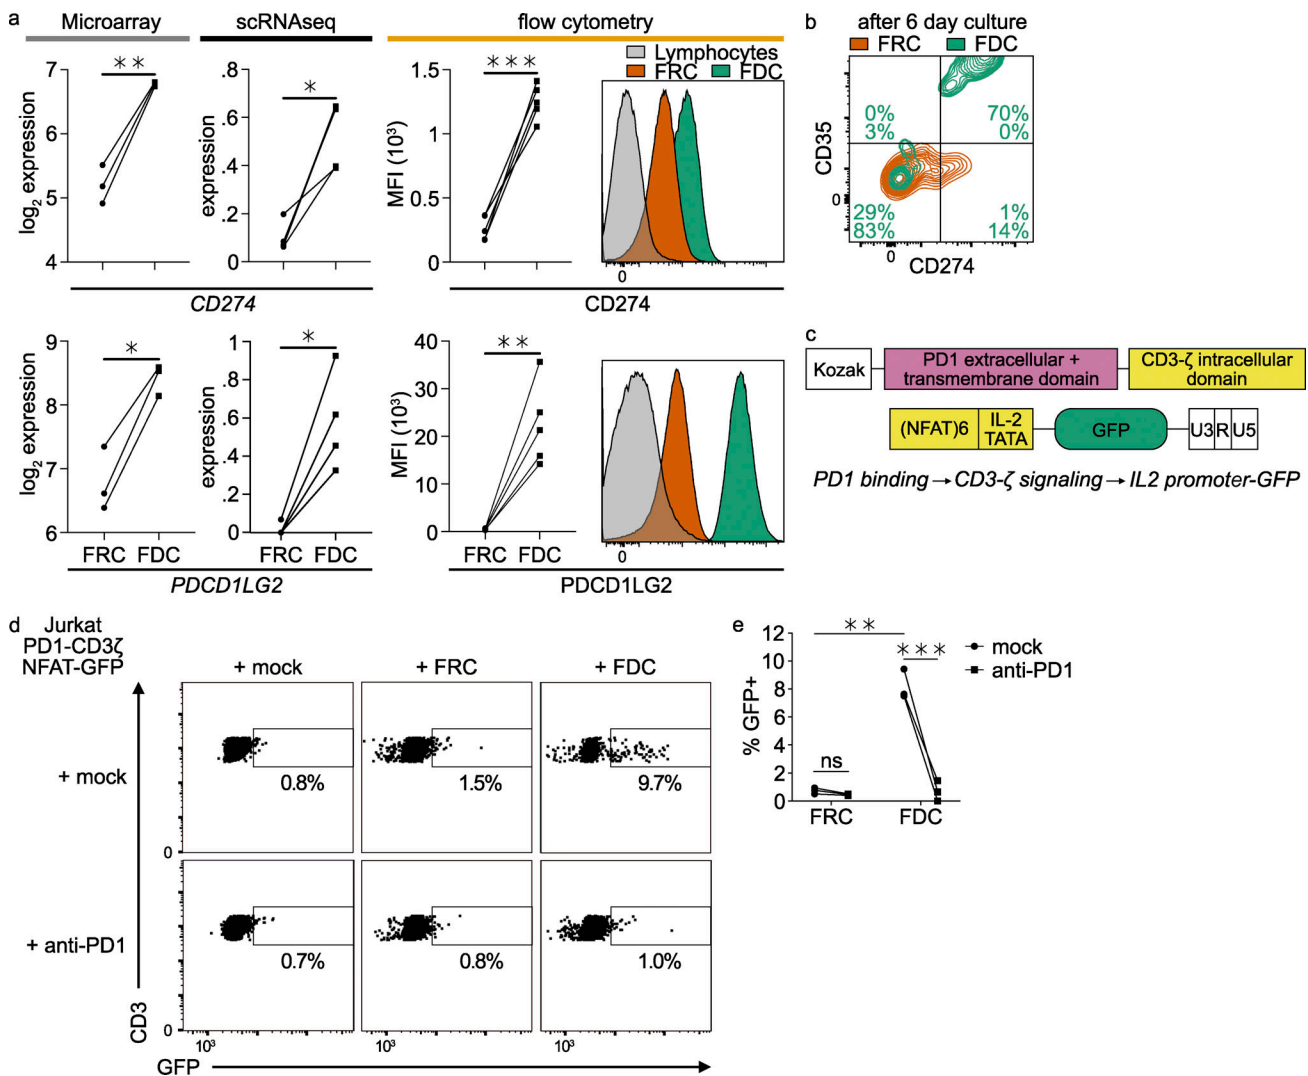 a
Microarray
scRNAseq
flow cytometry
Lymphocytes
FRC
FDC
log2 expression
7
6
5
4
**
expression
.8
.6
.4
.2
0
*
MFI (10³)
1.5
1
0.5
0
***
0
CD274
CD274
log2 expression
9
8
7
6
*
FRC FDC
expression
1
.8
.6
.4
.2
0
*
FRC FDC
MFI (10³)
40
30
20
10
0
**
FRC FDC
0
PDCD1LG2
PDCD1LG2
b
after 6 day culture
FRC
FDC
CD35
0% 70%
3% 0%
0
29% 1%
83% 14%
0
CD274
c
Kozak
PD1 extracellular +
transmembrane domain
CD3-ζ intracellular
domain
(NFAT)6
IL-2
TATA
GFP
U3 R U5
PD1 binding→CD3-ζ signaling→IL2 promoter-GFP
d
Jurkat
PD1-CD3ζ
NFAT-GFP
+ mock
+ FRC
+ FDC
+ mock
0.8%
1.5%
9.7%
0
+ anti-PD1
0.7%
0.8%
1.0%
CD3
0
10³
10³
10³
GFP
e
% GFP+
12
10
8
6
4
2
0
**
***
ns
mock
anti-PD1
FRC
FDC